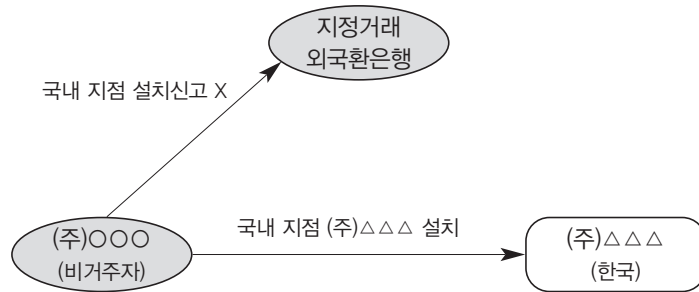 지정거래
외국환은행
국내 지점 설치신고 X
국내 지점 (주)△△△ 설치
(주)○○○
(비거주자)
(주)△△△
(한국)